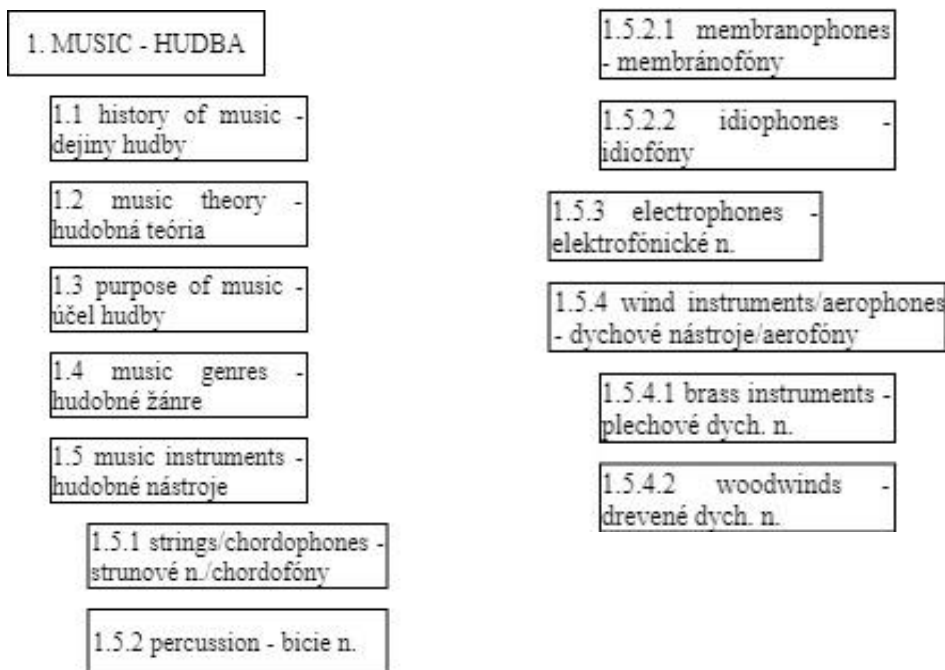 1. MUSIC - HUDBA
1.1 history of music -
dejiny hudby
1.2 music theory -
hudobná teória
1.3 purpose of music -
účel hudby
1.4 music genres -
hudobné žánre
1.5 music instruments -
hudobné nástroje
1.5.1 strings/chordophones -
strunové n./chordofóny
1.5.2 percussion - bicie n.
1.5.2.1 membranophones
- membránofóny
1.5.2.2 idiophones -
idiofóny
1.5.3 electrophones -
elektrofónické n.
1.5.4 wind instruments/aerophones
- dychové nástroje/aerofóny
1.5.4.1 brass instruments -
plechové dych. n.
1.5.4.2 woodwinds -
drevené dych. n.